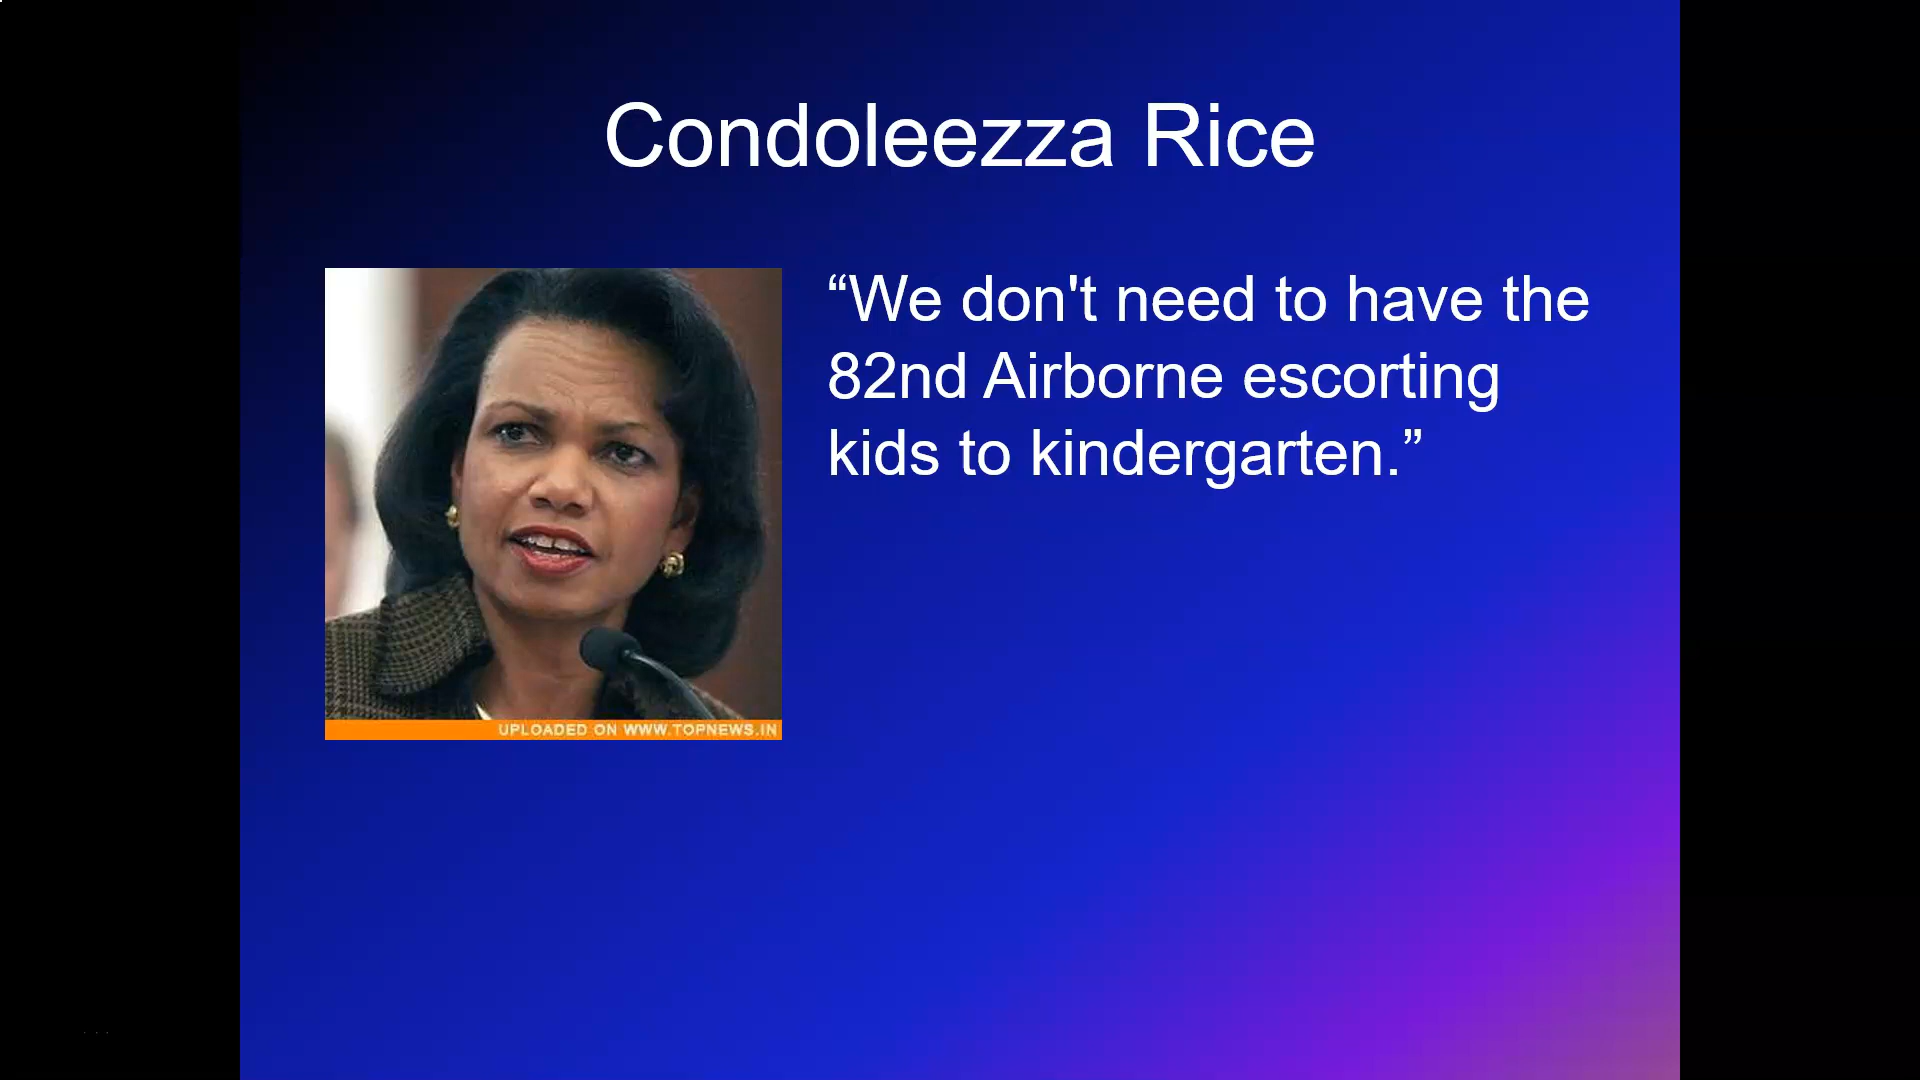 Condoleezza Rice
“We don't need to have the
82nd Airborne escorting
kids to kindergarten.”
UPLOADED ON WWW.TOPNEWS.IN